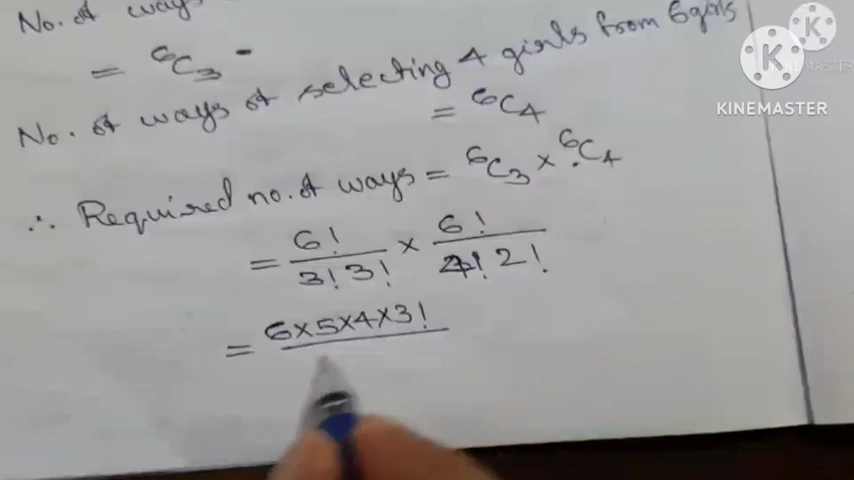 No. of ways
= ⁶C₃
No. of ways of selecting 4 girls from 6 girls
= ⁶C₄
∴ Required no. of ways = ⁶C₃ × ⁶C₄
= 6!/3!3! × 6!/4!2!
= 6×5×4×3!
KINEMASTER
KINEMASTER